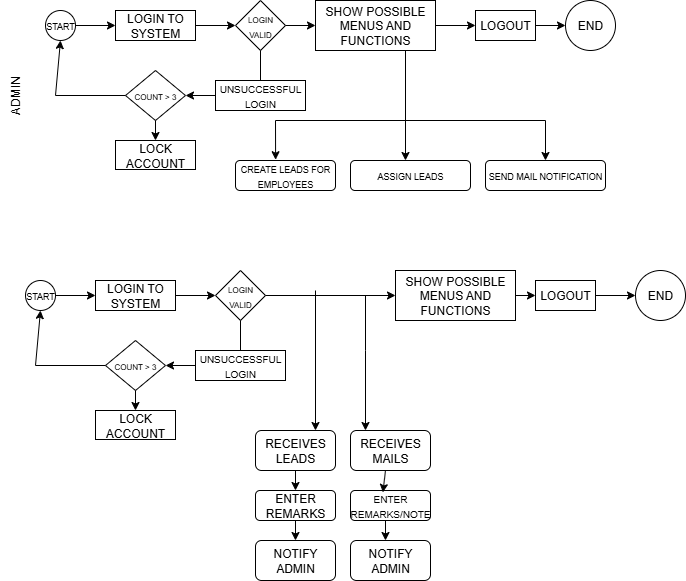 ADMIN
START
LOGIN TO
SYSTEM
LOGIN
VALID
SHOW POSSIBLE
MENUS AND
FUNCTIONS
LOGOUT
END
UNSUCCESSFUL
LOGIN
COUNT > 3
LOCK
ACCOUNT
CREATE LEADS FOR
EMPLOYEES
ASSIGN LEADS
SEND MAIL NOTIFICATION
START
LOGIN TO
SYSTEM
LOGIN
VALID
SHOW POSSIBLE
MENUS AND
FUNCTIONS
LOGOUT
END
UNSUCCESSFUL
LOGIN
COUNT > 3
LOCK
ACCOUNT
RECEIVES
LEADS
RECEIVES
MAILS
ENTER
REMARKS
ENTER
REMARKS/NOTE
NOTIFY
ADMIN
NOTIFY
ADMIN